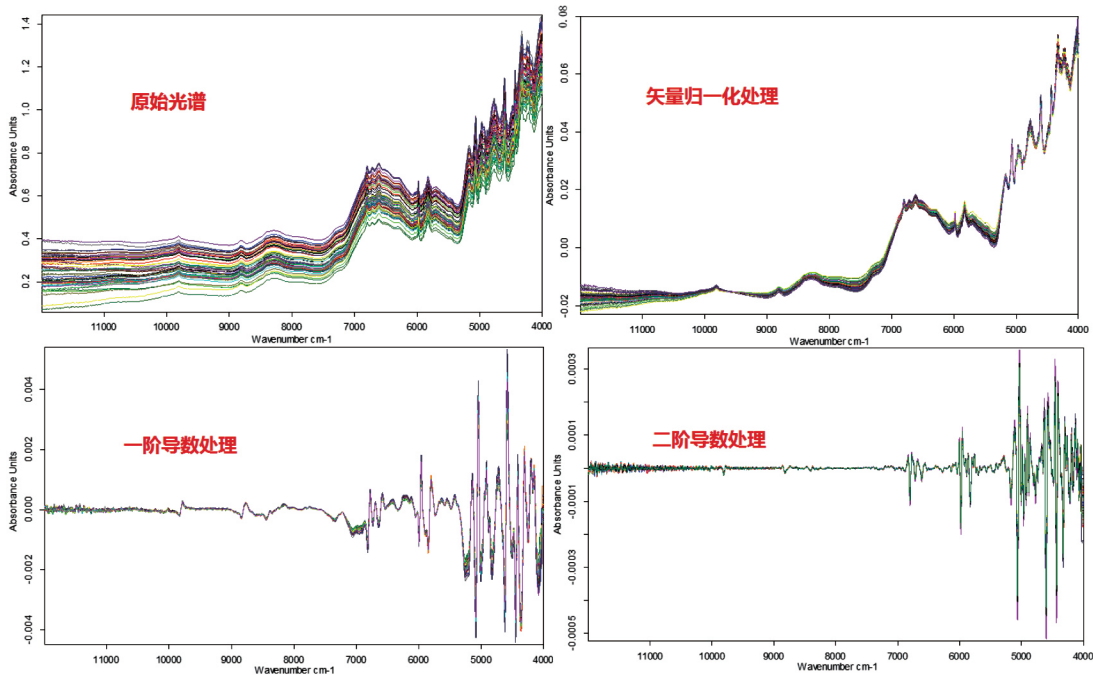 1.4
1.2
1.0
0.8
0.6
0.4
0.2
Absorbance Units
原始光谱
11000 10000 9000 8000 7000 6000 5000 4000
Wavenumber cm-1
0.08
0.06
0.04
0.02
0.00
-0.02
Absorbance Units
矢量归一化处理
11000 10000 9000 8000 7000 6000 5000 4000
Wavenumber cm-1
0.004
0.002
0.000
-0.002
-0.004
Absorbance Units
一阶导数处理
11000 10000 9000 8000 7000 6000 5000 4000
Wavenumber cm-1
0.0003
0.0001
-0.0001
-0.0003
-0.0005
Absorbance Units
二阶导数处理
11000 10000 9000 8000 7000 6000 5000 4000
Wavenumber cm-1